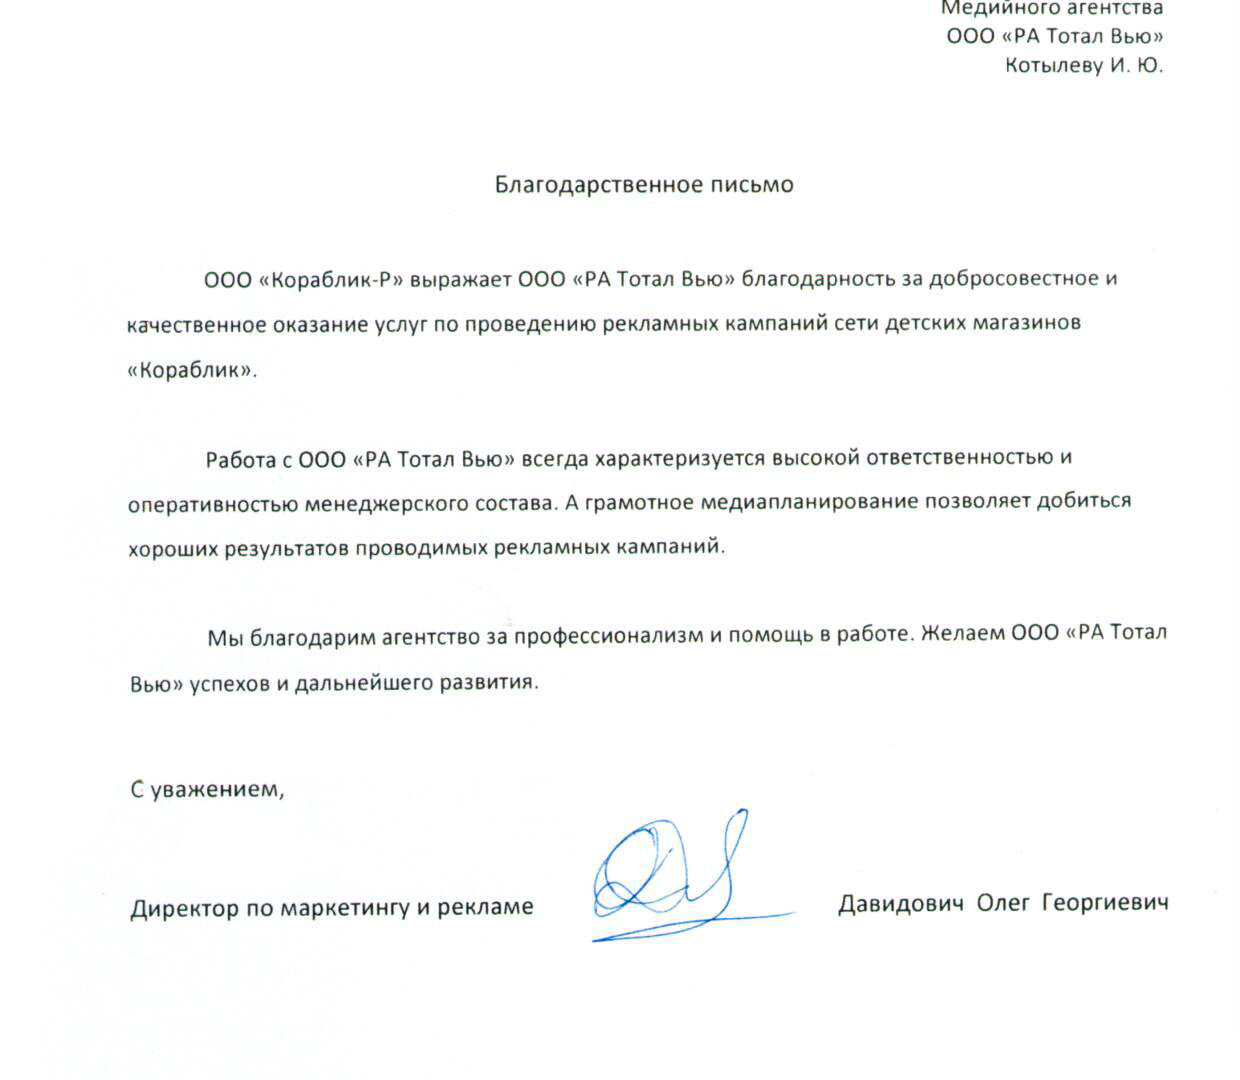 Медийного агентства
ООО «РА Тотал Вью»
Котылеву И. Ю.
Благодарственное письмо
ООО «Кораблик-Р» выражает ООО «РА Тотал Вью» благодарность за добросовестное и
качественное оказание услуг по проведению рекламных кампаний сети детских магазинов
«Кораблик».
Работа с ООО «РА Тотал Вью» всегда характеризуется высокой ответственностью и
оперативностью менеджерского состава. А грамотное медиапланирование позволяет добиться
хороших результатов проводимых рекламных кампаний.
Мы благодарим агентство за профессионализм и помощь в работе. Желаем ООО «РА Тотал
Вью» успехов и дальнейшего развития.
С уважением,
Директор по маркетингу и рекламе Давидович Олег Георгиевич